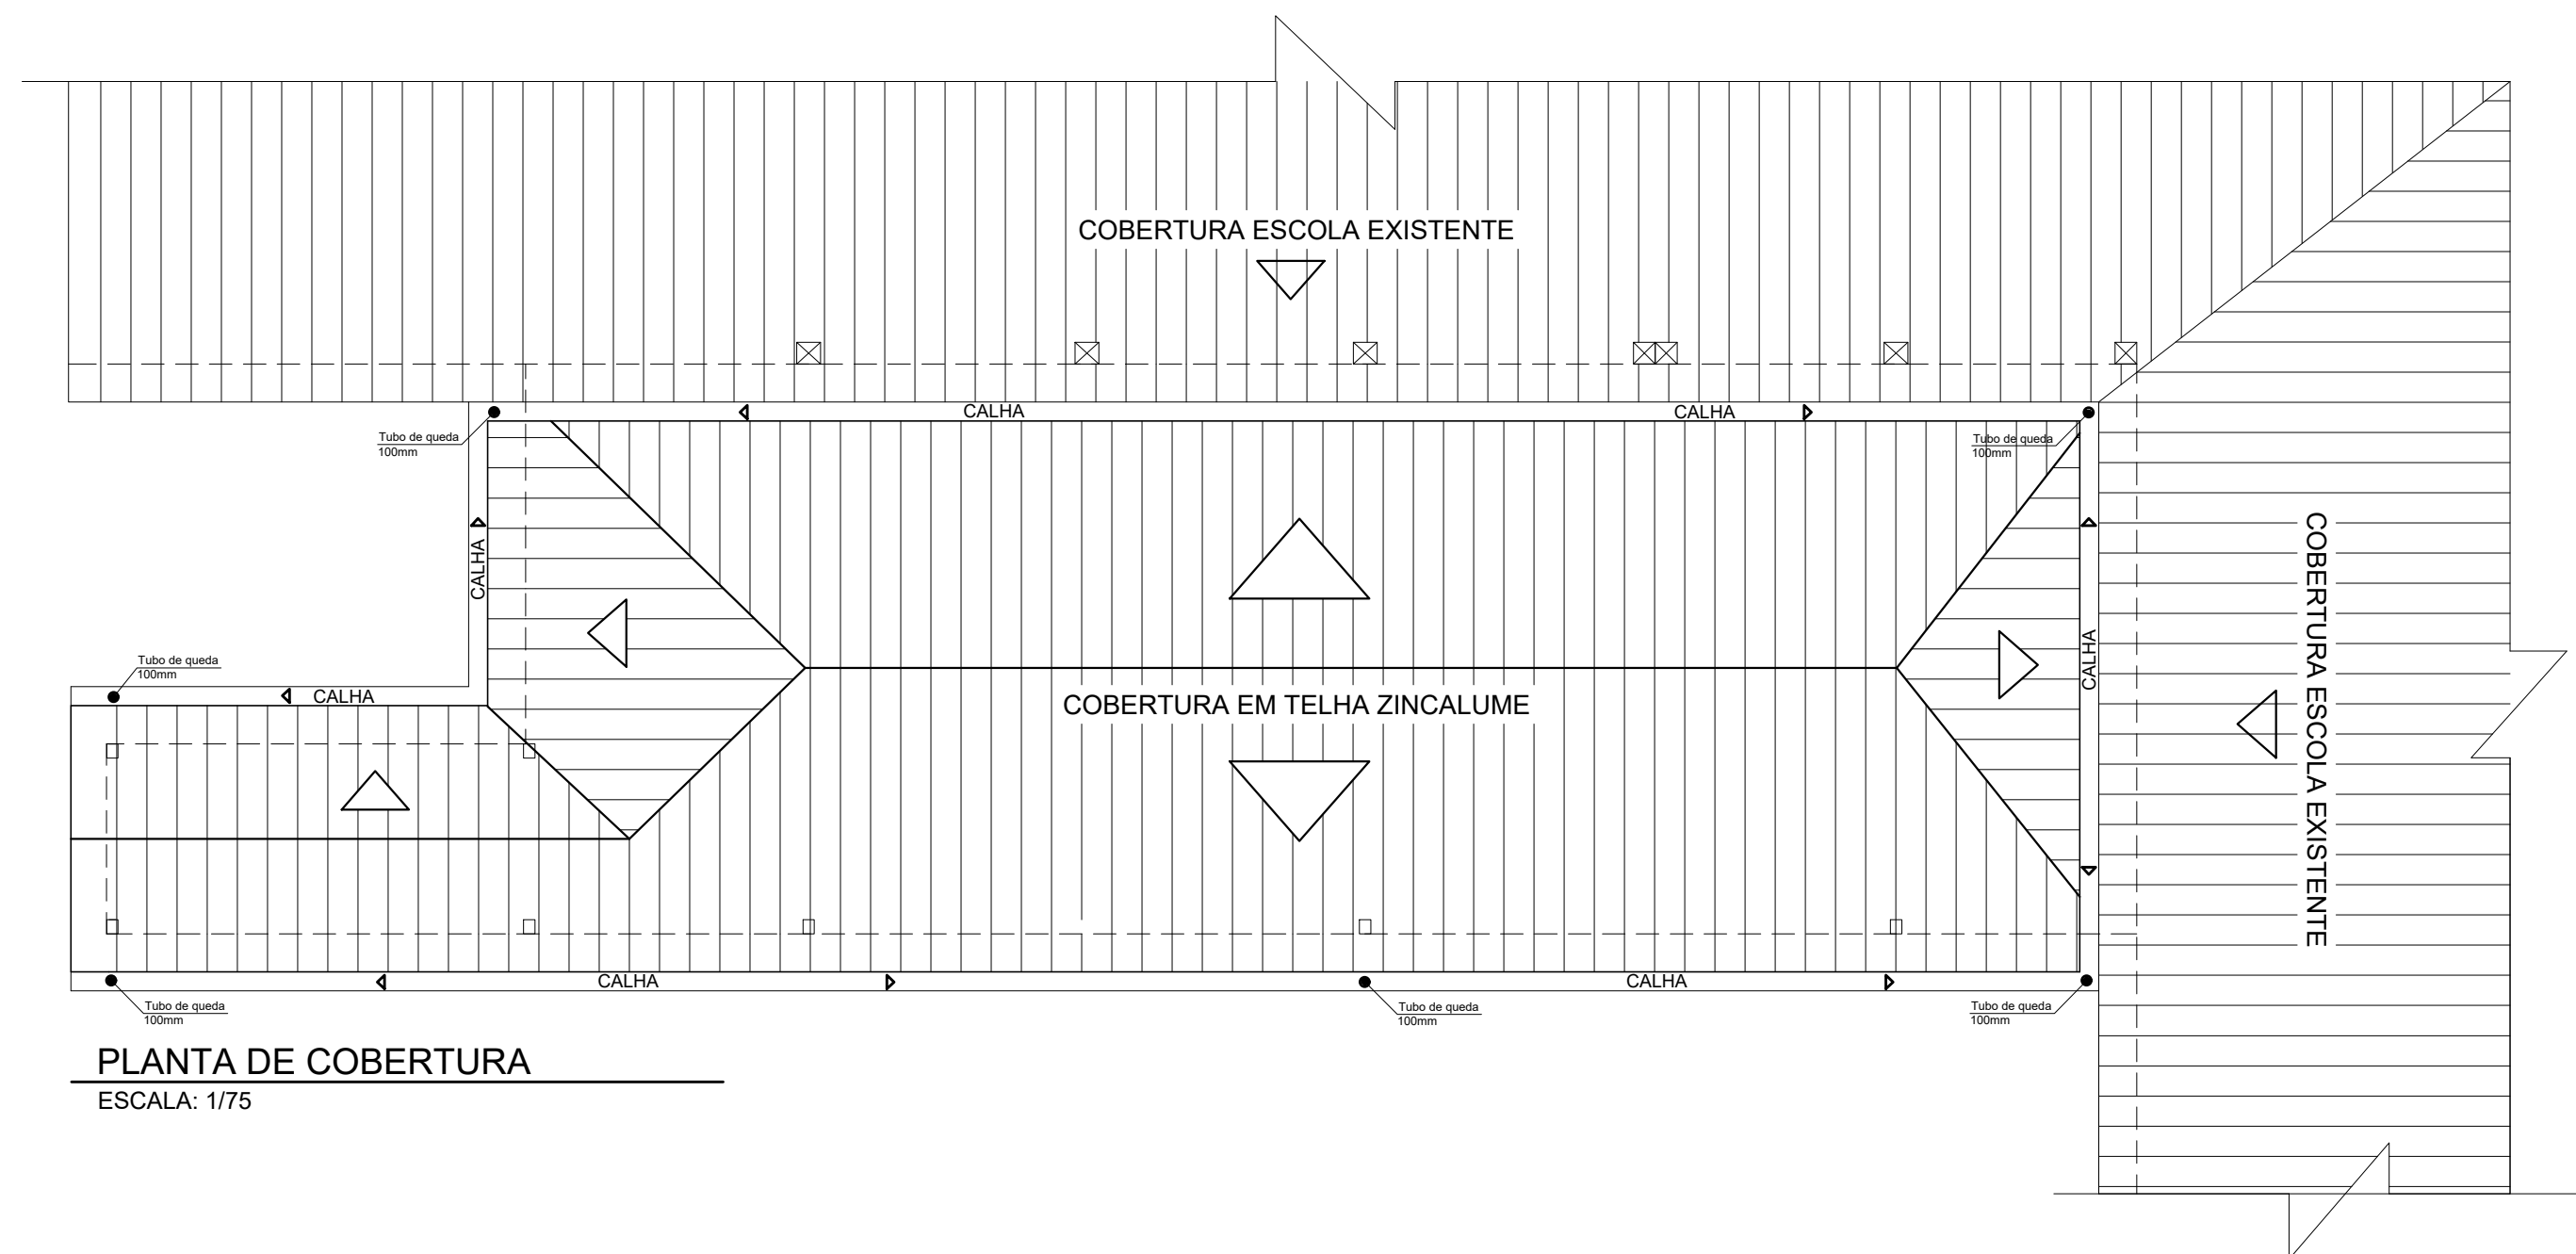 COBERTURA ESCOLA EXISTENTE
CALHA
CALHA
Tubo de queda
100mm
Tubo de queda
100mm
CALHA
COBERTURA ESCOLA EXISTENTE
Tubo de queda
100mm
CALHA
CALHA
COBERTURA EM TELHA ZINCALUME
CALHA
CALHA
Tubo de queda
100mm
Tubo de queda
100mm
Tubo de queda
100mm
PLANTA DE COBERTURA
ESCALA: 1/75